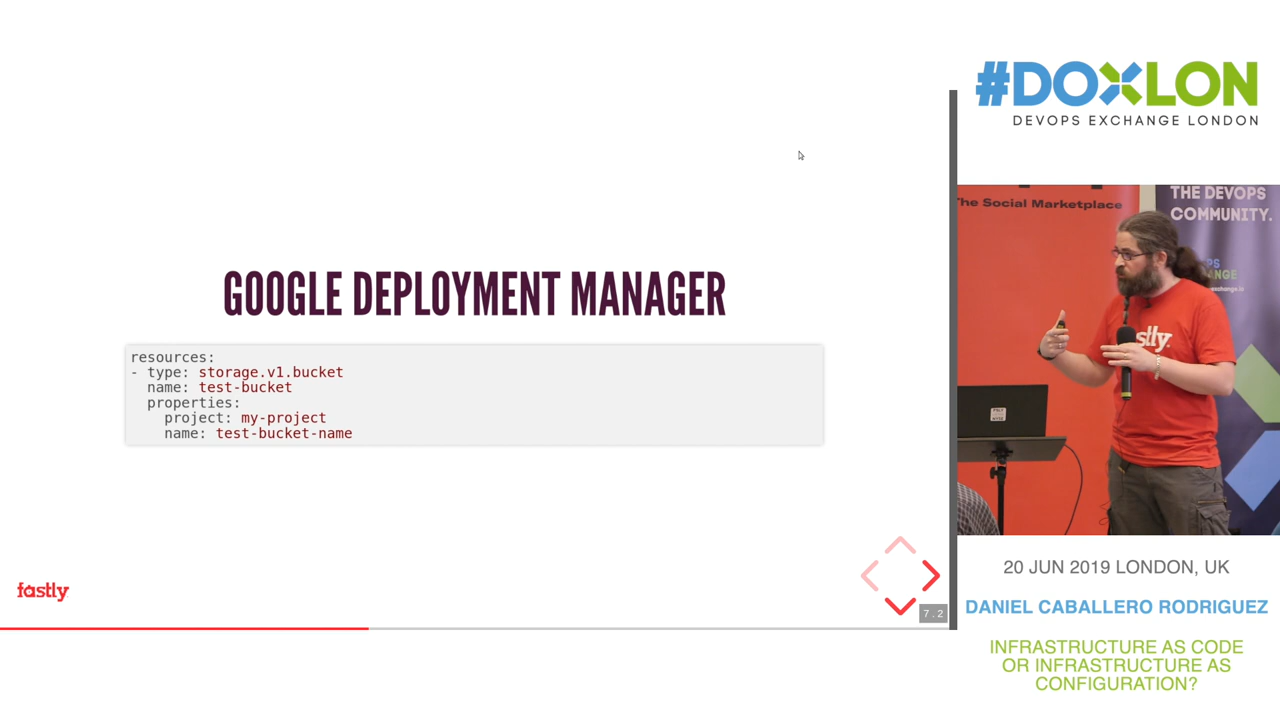 GOOGLE DEPLOYMENT MANAGER
resources:
- type: storage.v1.bucket
  name: test-bucket
  properties:
    project: my-project
    name: test-bucket-name
fastly
7.2
#DOXLON
DEVOPS EXCHANGE LONDON
The Social Marketplace
THE DEVOPS
COMMUNITY.
stly
20 JUN 2019 LONDON, UK
DANIEL CABALLERO RODRIGUEZ
INFRASTRUCTURE AS CODE
OR INFRASTRUCTURE AS
CONFIGURATION?